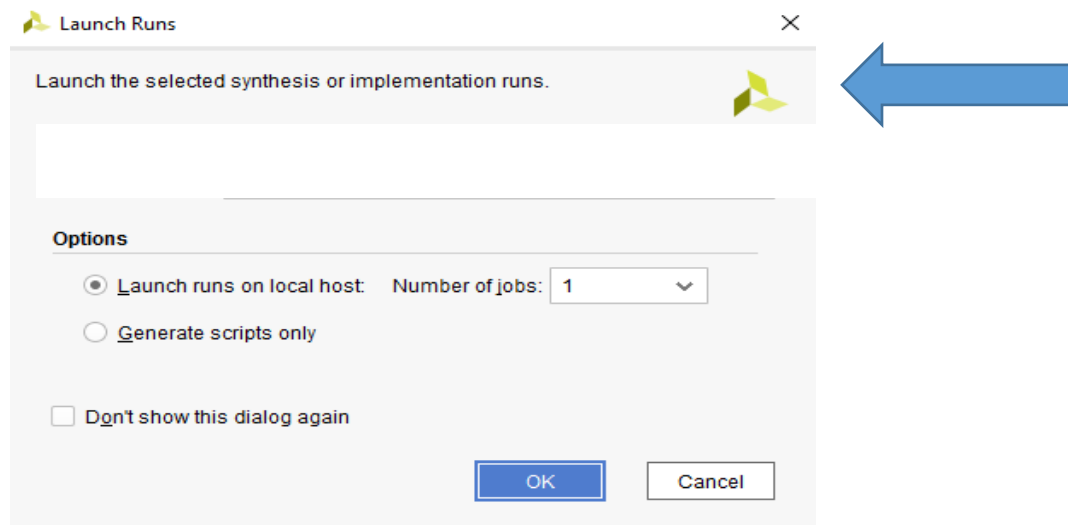 Launch Runs
Launch the selected synthesis or implementation runs.
Options
Launch runs on local host: Number of jobs: 1
Generate scripts only
Don't show this dialog again
OK Cancel